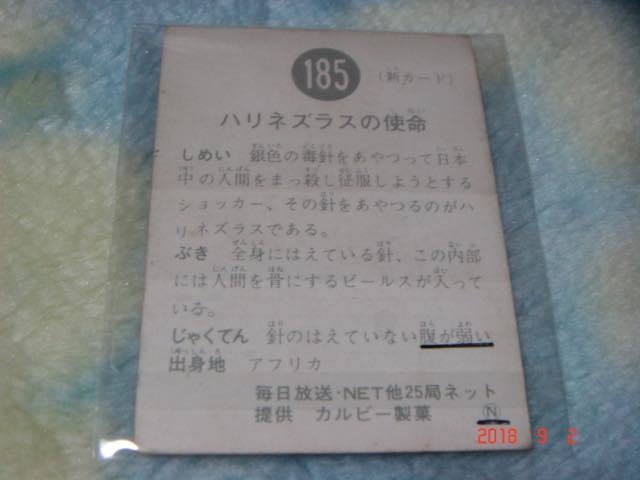 185
(新カード)
ハリネズラスの使命
しめい 銀色の毒針をあやつって日本
中の人間をまっ殺し征服しようとする
ショッカー、その針をあやつるのがハ
リネズラスである。
ぶき 全身にはえている針、この内部
には人間を骨にするビールスが入って
いる。
じゃくてん 針のはえていない腹が弱い
出身地 アフリカ
毎日放送・NET他25局ネット
提供 カルビー製菓 Ⓝ
2018 9 2